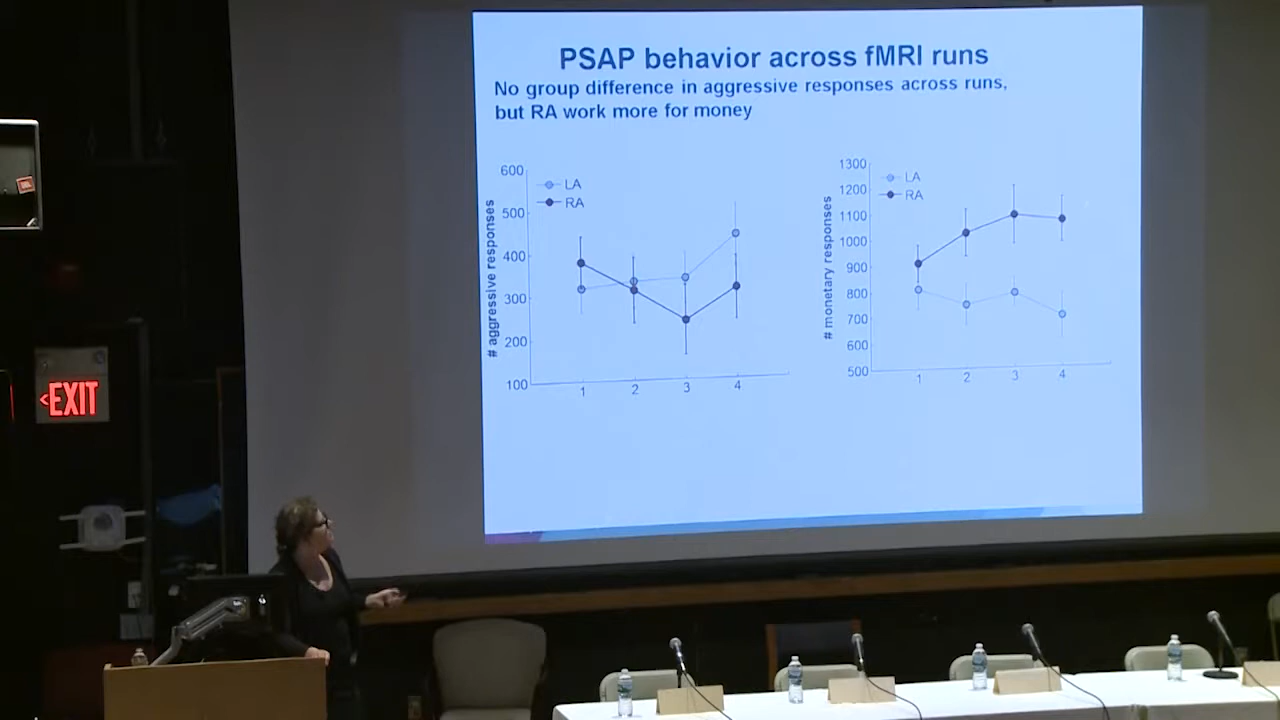 PSAP behavior across fMRI runs
No group difference in aggressive responses across runs,
but RA work more for money
# aggressive responses
600
500
400
300
200
100
LA
RA
1 2 3 4
# monetary responses
1300
1200
1100
1000
900
800
700
600
500
LA
RA
1 2 3 4
<EXIT